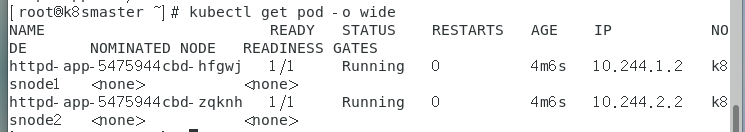 [root@k8smaster ~]# kubectl get pod -o wide
NAME READY STATUS RESTARTS AGE IP NO
DE NOMINATED NODE READINESS GATES
httpd-app-5475944cbd-hfgwj 1/1 Running 0 4m6s 10.244.1.2 k8
snode1 <none> <none>
httpd-app-5475944cbd-zqknh 1/1 Running 0 4m6s 10.244.2.2 k8
snode2 <none> <none>